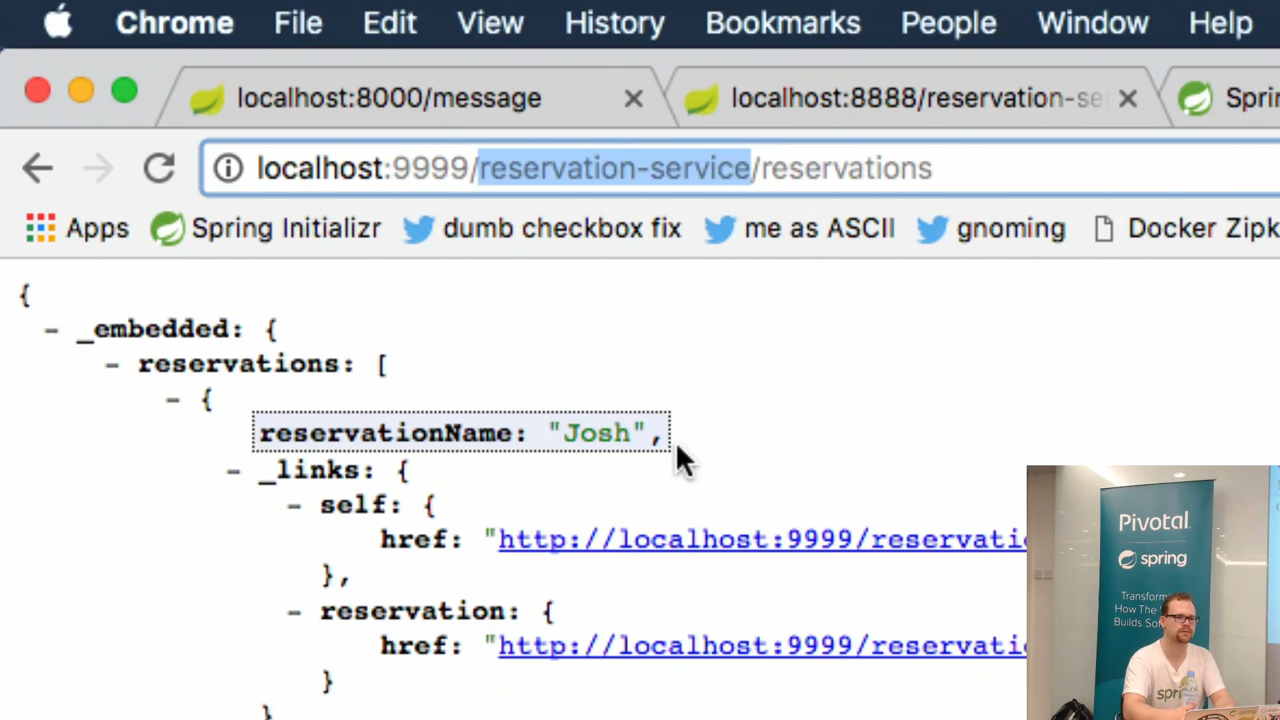 Chrome File Edit View History Bookmarks People Window Help
localhost:8000/message
localhost:8888/reservation-se
Sprin
localhost:9999/reservation-service/reservations
Apps Spring Initializr dumb checkbox fix me as ASCII gnoming Docker Zipk
{
- _embedded: {
- reservations: [
- {
reservationName: "Josh",
- _links: {
- self: {
href: "http://localhost:9999/reservatio
},
- reservation: {
href: "http://localhost:9999/reservatio
}
}
Pivotal
spring
Transform
How The
Builds So
spri